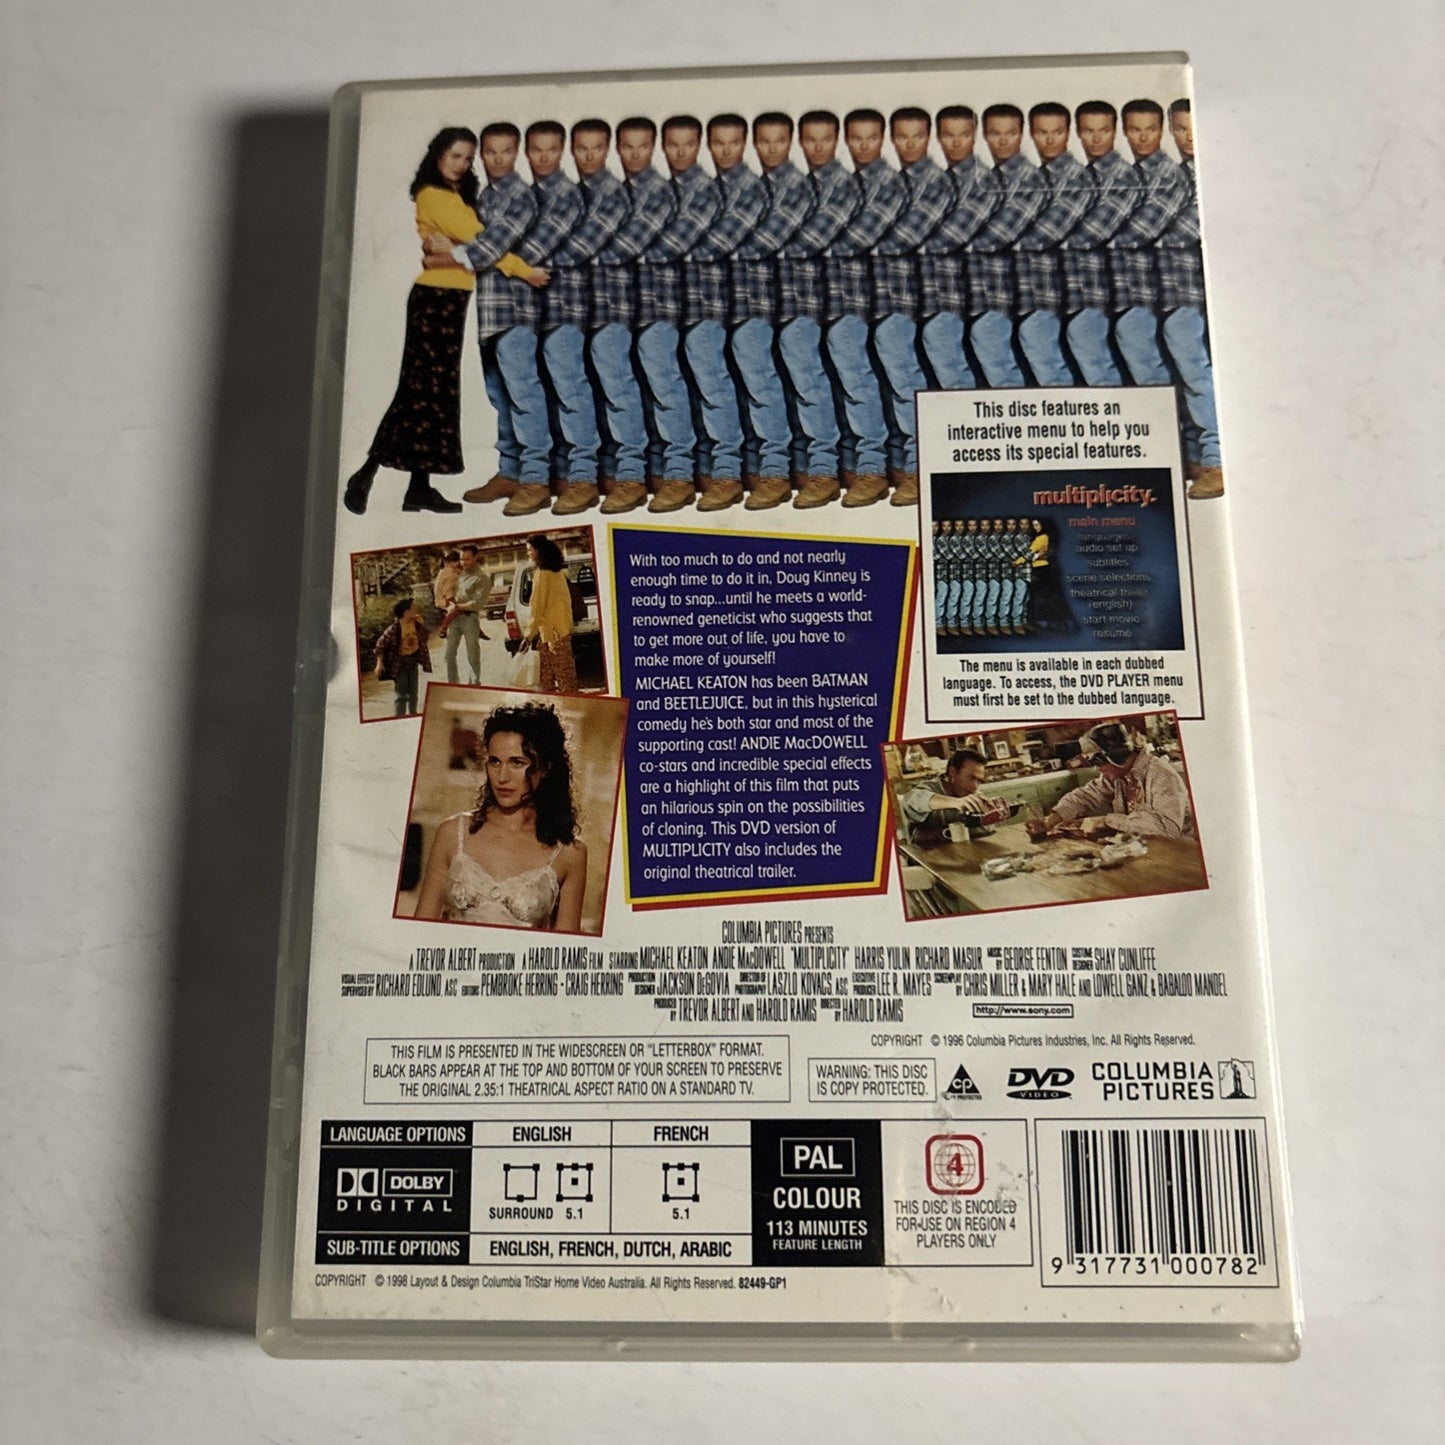 This disc features an
interactive menu to help you
access its special features.
multiplicity
main menu
languages
audio set up
subtitles
scene selections
theatrical trailer
(english)
start movie
resume
The menu is available in each dubbed
language. To access, the DVD PLAYER menu
must first be set to the dubbed language.
With too much to do and not nearly
enough time to do it in, Doug Kinney is
ready to snap...until he meets a world-
renowned geneticist who suggests that
to get more out of life, you have to
make more of yourself!
MICHAEL KEATON has been BATMAN
and BEETLEJUICE, but in this hysterical
comedy he's both star and most of the
supporting cast! ANDIE MacDOWELL
co-stars and incredible special effects
are a highlight of this film that puts
an hilarious spin on the possibilities
of cloning. This DVD version of
MULTIPLICITY also includes the
original theatrical trailer.
COLUMBIA PICTURES PRESENTS
A TREVOR ALBERT PRODUCTION A HAROLD RAMIS FILM STARRING MICHAEL KEATON ANDIE MacDOWELL "MULTIPLICITY" HARRIS YULIN RICHARD MASUR MUSIC BY GEORGE FENTON COSTUME DESIGNER SHAY CUNLIFFE
VISUAL EFFECTS SUPERVISED BY RICHARD EDLUND, ASC EDITORS PEMBROKE HERRING - CRAIG HERRING PRODUCTION DESIGNER JACKSON DeGOVIA DIRECTOR OF PHOTOGRAPHY LASZLO KOVACS, ASC EXECUTIVE PRODUCER LEE R. MAYES SCREENPLAY BY CHRIS MILLER & MARY HALE AND LOWELL GANZ & BABALOO MANDEL
PRODUCED BY TREVOR ALBERT AND HAROLD RAMIS DIRECTED BY HAROLD RAMIS
http://www.sony.com
COPYRIGHT © 1996 Columbia Pictures Industries, Inc. All Rights Reserved.
THIS FILM IS PRESENTED IN THE WIDESCREEN OR "LETTERBOX" FORMAT.
BLACK BARS APPEAR AT THE TOP AND BOTTOM OF YOUR SCREEN TO PRESERVE
THE ORIGINAL 2.35:1 THEATRICAL ASPECT RATIO ON A STANDARD TV.
WARNING: THIS DISC
IS COPY PROTECTED.
CP
COPY PROTECTED
DVD
VIDEO
COLUMBIA
PICTURES
LANGUAGE OPTIONS
ENGLISH
FRENCH
DOLBY
DIGITAL
SURROUND 5.1
5.1
SUB-TITLE OPTIONS
ENGLISH, FRENCH, DUTCH, ARABIC
PAL
COLOUR
113 MINUTES
FEATURE LENGTH
4
THIS DISC IS ENCODED
FOR USE ON REGION 4
PLAYERS ONLY
9 317731 000782
COPYRIGHT © 1998 Layout & Design Columbia TriStar Home Video Australia. All Rights Reserved. 82449-GP1